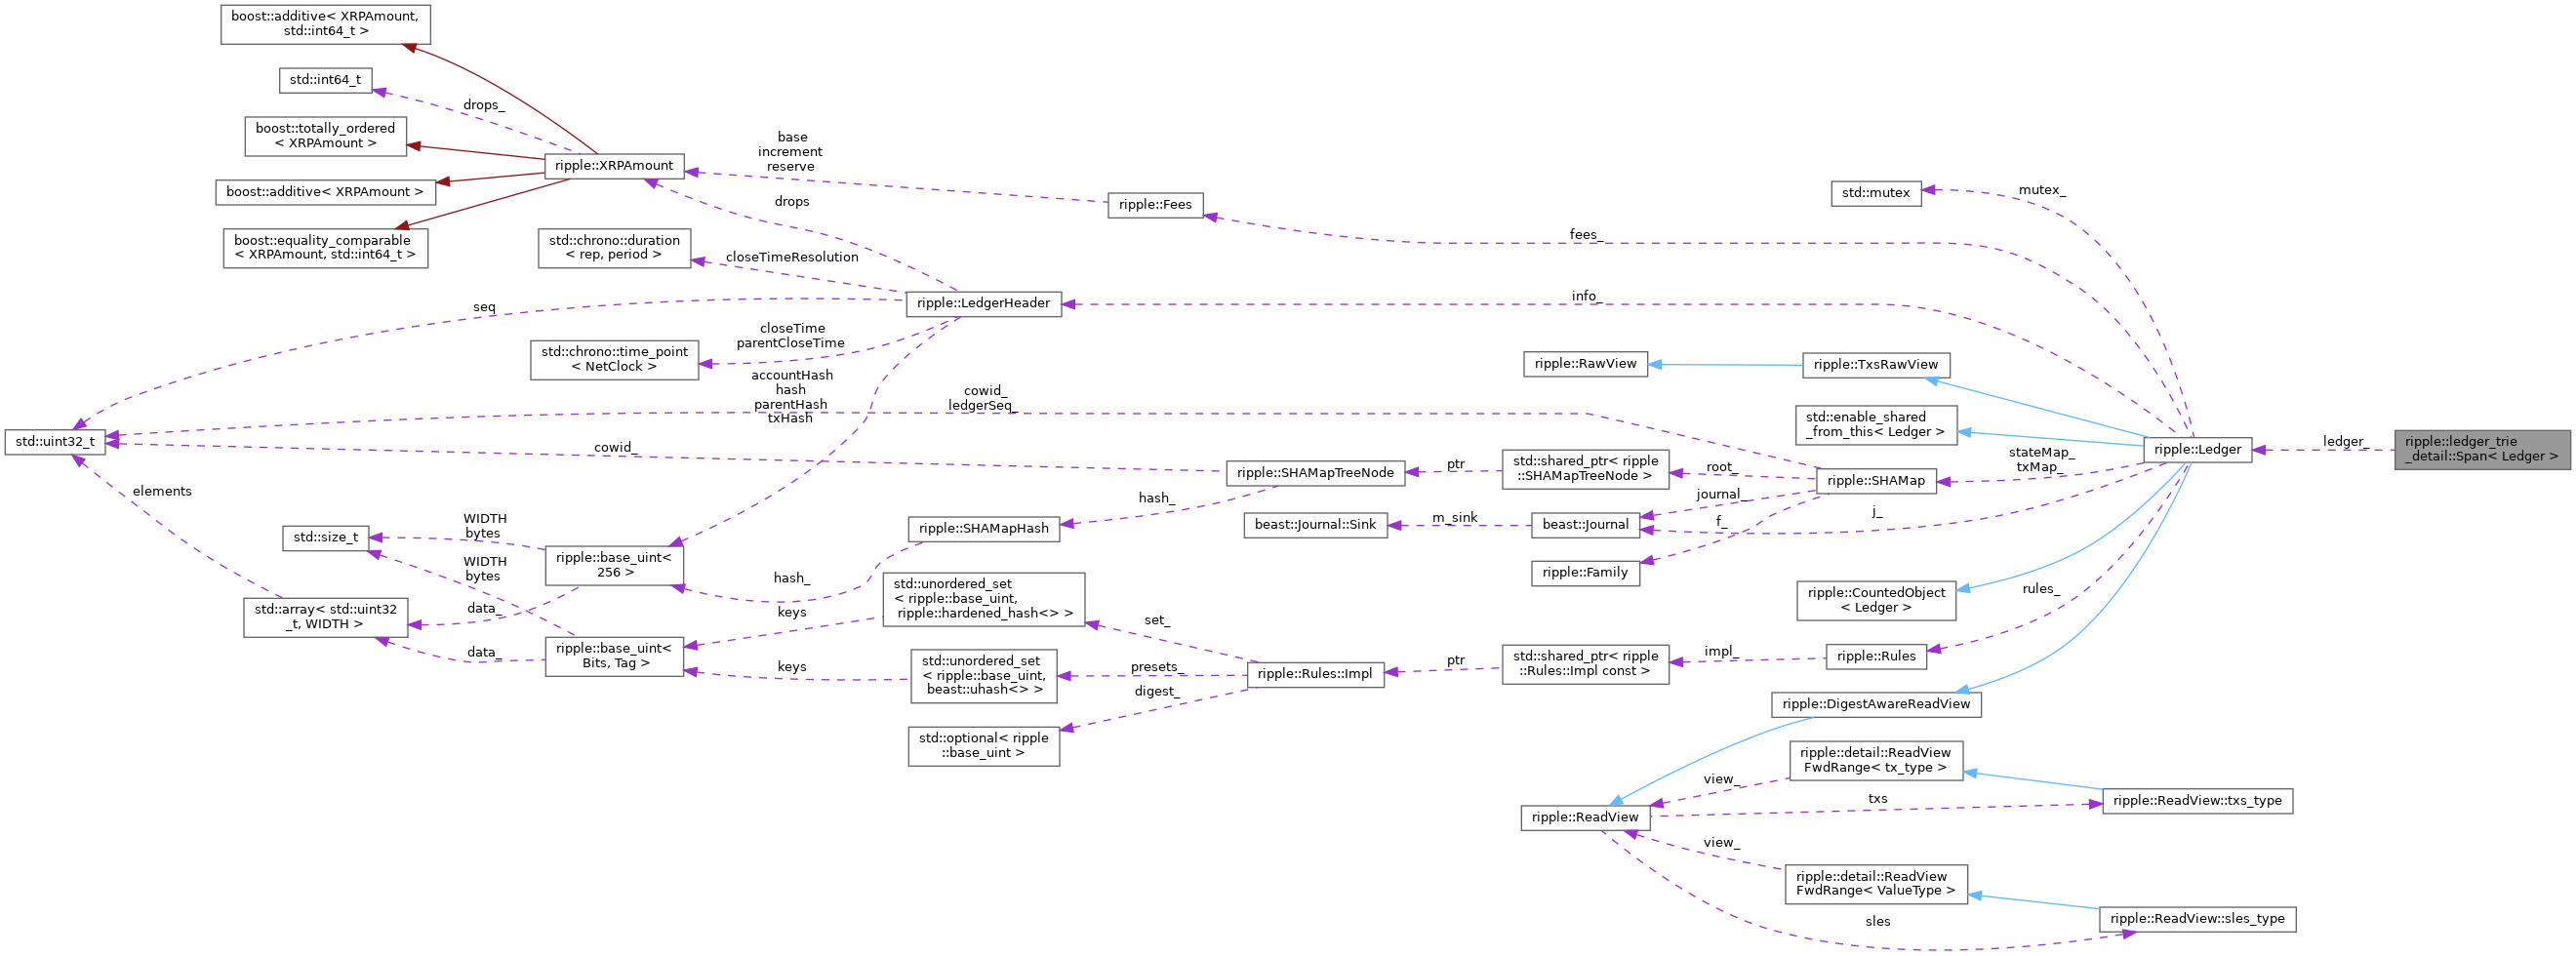 boost::additive< XRPAmount,
std::int64_t >
std::int64_t
drops_
boost::totally_ordered
< XRPAmount >
boost::additive< XRPAmount >
boost::equality_comparable
< XRPAmount, std::int64_t >
ripple::XRPAmount
base
increment
reserve
drops
ripple::Fees
std::chrono::duration
< rep, period >
closeTimeResolution
ripple::LedgerHeader
seq
closeTime
parentCloseTime
std::chrono::time_point
< NetClock >
accountHash
hash
parentHash
txHash
cowid_
ledgerSeq_
std::uint32_t
cowid_
elements
std::size_t
WIDTH
bytes
WIDTH
bytes
ripple::base_uint<
256 >
std::array< std::uint32
_t, WIDTH >
data_
data_
ripple::base_uint<
Bits, Tag >
ripple::SHAMapTreeNode
hash_
ripple::SHAMapHash
hash_
std::unordered_set
< ripple::base_uint,
ripple::hardened_hash<> >
keys
std::unordered_set
< ripple::base_uint,
beast::uhash<> >
keys
std::optional< ripple
::base_uint >
set_
presets_
digest_
ripple::Rules::Impl
ptr
ptr
std::shared_ptr< ripple
::SHAMapTreeNode >
beast::Journal::Sink
m_sink
beast::Journal
ripple::Family
std::shared_ptr< ripple
::Rules::Impl const >
impl_
ripple::Rules
root_
journal_
f_
ripple::SHAMap
j_
stateMap_
txMap_
rules_
std::mutex
mutex_
fees_
info_
ripple::RawView
ripple::TxsRawView
std::enable_shared
_from_this< Ledger >
ripple::Ledger
ledger_
ripple::ledger_trie
_detail::Span< Ledger >
ripple::CountedObject
< Ledger >
ripple::DigestAwareReadView
ripple::detail::ReadView
FwdRange< tx_type >
view_
ripple::ReadView
txs
ripple::ReadView::txs_type
view_
ripple::detail::ReadView
FwdRange< ValueType >
sles
ripple::ReadView::sles_type